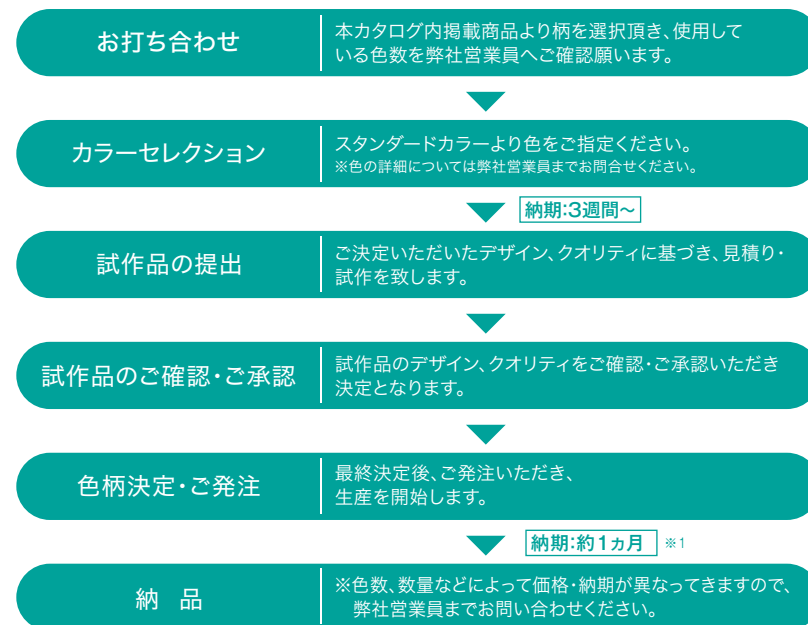 お打ち合わせ
本カタログ内掲載商品より柄を選択頂き、使用して
いる色数を弊社営業員へご確認願います。
カラーセレクション
スタンダードカラーより色をご指定ください。
※色の詳細については弊社営業員までお問合せください。
納期:3週間～
試作品の提出
ご決定いただいたデザイン、クオリティに基づき、見積り・
試作を致します。
試作品のご確認・ご承認
試作品のデザイン、クオリティをご確認・ご承認いただき
決定となります。
色柄決定・ご発注
最終決定後、ご発注いただき、
生産を開始します。
納期:約1ヵ月 ※1
納 品
※色数、数量などによって価格・納期が異なってきますので、
弊社営業員までお問い合わせください。